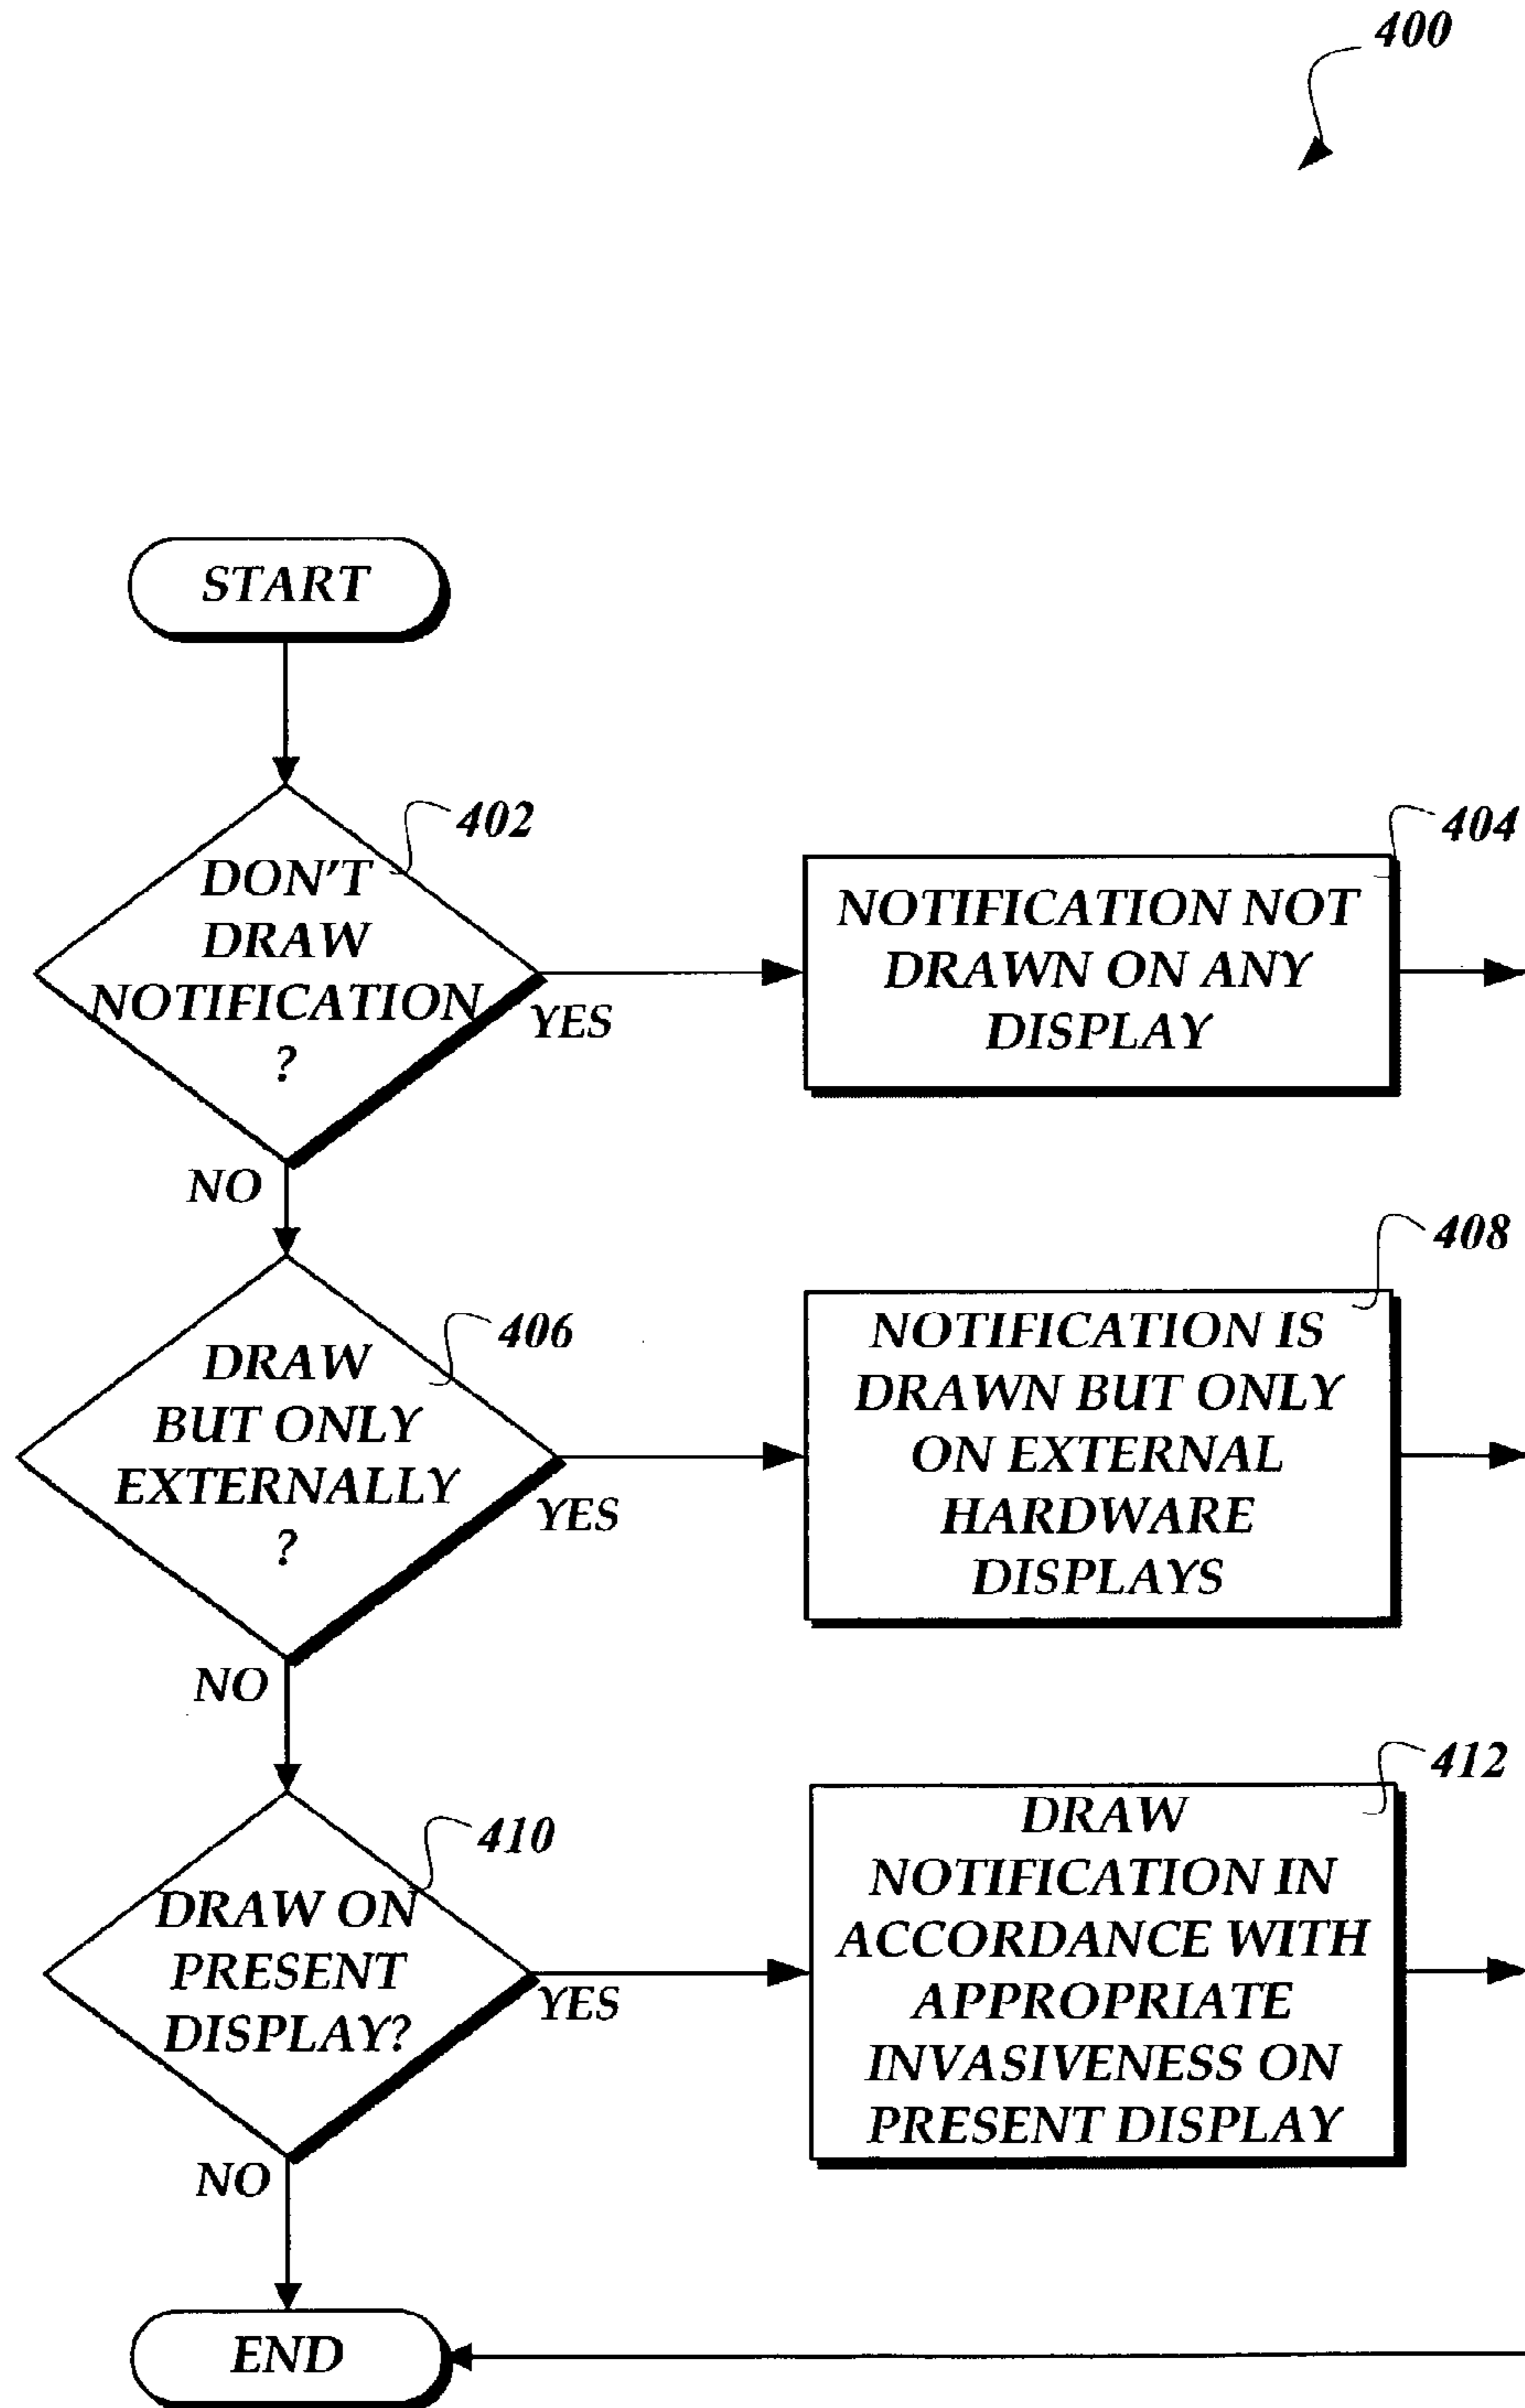 400
START
402
DON'T
DRAW
NOTIFICATION
?
YES
NO
404
NOTIFICATION NOT
DRAWN ON ANY
DISPLAY
406
DRAW
BUT ONLY
EXTERNALLY
?
YES
NO
408
NOTIFICATION IS
DRAWN BUT ONLY
ON EXTERNAL
HARDWARE
DISPLAYS
410
DRAW ON
PRESENT
DISPLAY?
YES
NO
412
DRAW
NOTIFICATION IN
ACCORDANCE WITH
APPROPRIATE
INVASIVENESS ON
PRESENT DISPLAY
END